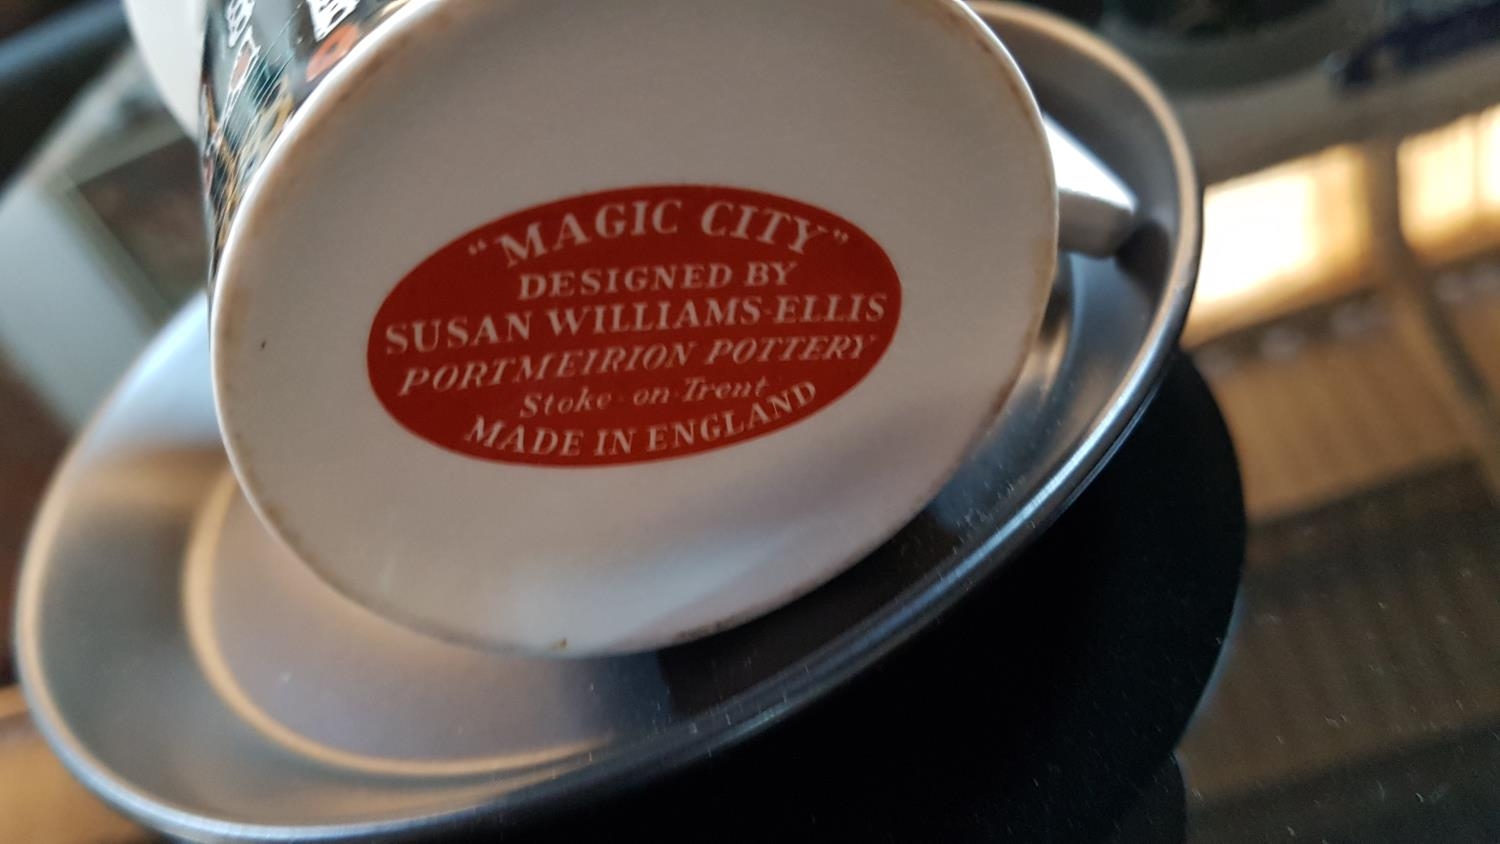 "MAGIC CITY"
DESIGNED BY
SUSAN WILLIAMS-ELLIS
PORTMEIRION POTTERY
Stoke-on-Trent
MADE IN ENGLAND